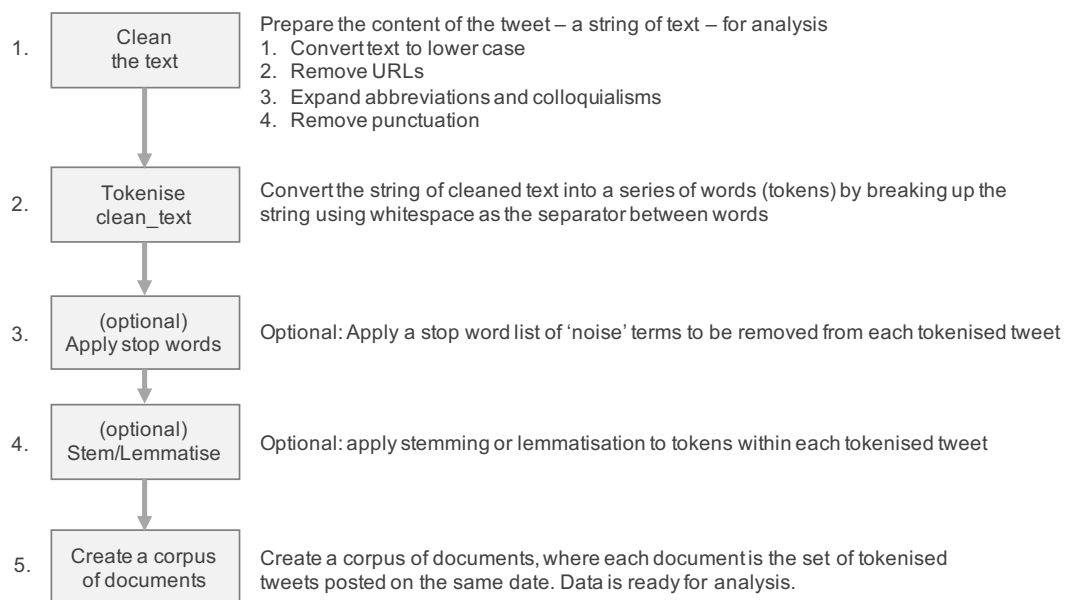 1.
Clean
the text
Prepare the content of the tweet – a string of text – for analysis
1. Convert text to lower case
2. Remove URLs
3. Expand abbreviations and colloquialisms
4. Remove punctuation
2.
Tokenise
clean_text
Convert the string of cleaned text into a series of words (tokens) by breaking up the
string using whitespace as the separator between words
3.
(optional)
Apply stop words
Optional: Apply a stop word list of ‘noise’ terms to be removed from each tokenised tweet
4.
(optional)
Stem/Lemmatise
Optional: apply stemming or lemmatisation to tokens within each tokenised tweet
5.
Create a corpus
of documents
Create a corpus of documents, where each document is the set of tokenised
tweets posted on the same date. Data is ready for analysis.